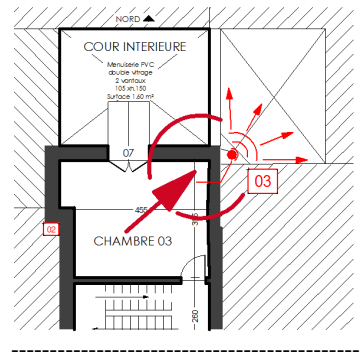 NORD
COUR INTERIEURE
Menuiserie PVC
double vitrage
2 vantaux
105 xh.150
Surface 1.60 m²
07
03
455
02
CHAMBRE 03
260